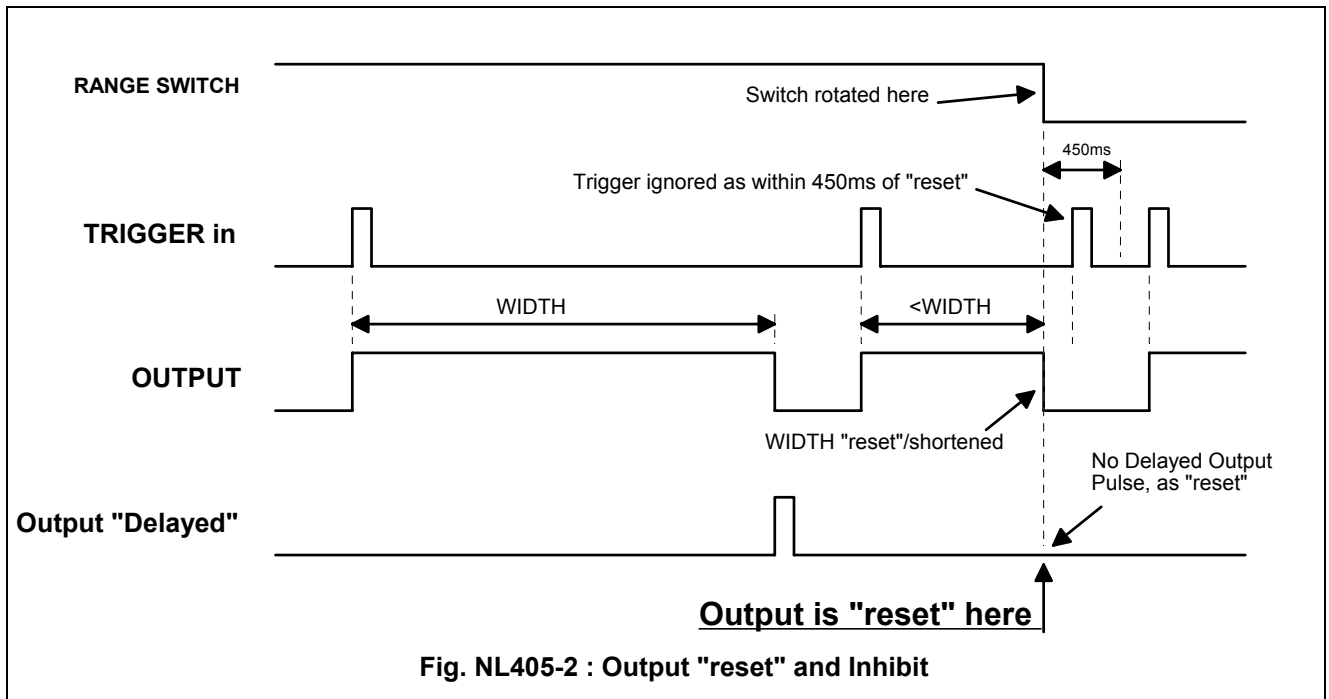 RANGE SWITCH
Switch rotated here
450ms
Trigger ignored as within 450ms of "reset"
TRIGGER in
WIDTH
<WIDTH
OUTPUT
WIDTH "reset"/shortened
No Delayed Output
Pulse, as "reset"
Output "Delayed"
Output is "reset" here
Fig. NL405-2 : Output "reset" and Inhibit